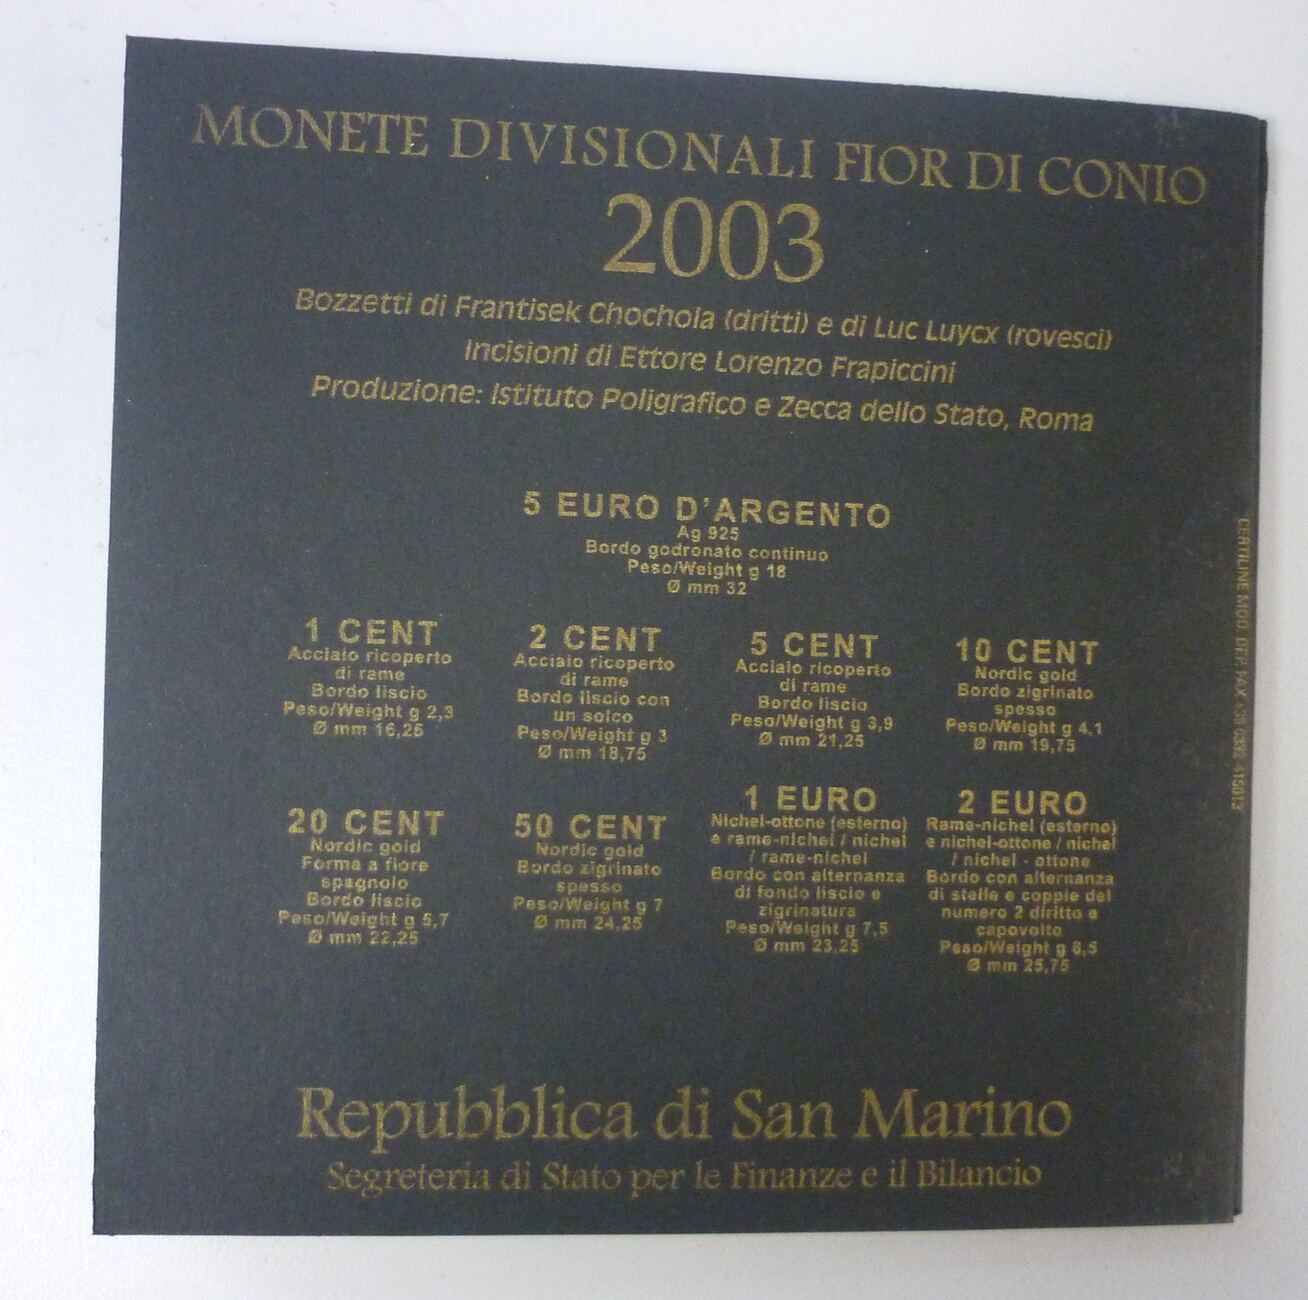 MONETE DIVISIONALI FIOR DI CONIO
2003
Bozzetti di Frantisek Chochola (dritti) e di Luc Luycx (rovesci)
Incisioni di Ettore Lorenzo Frapiccini
Produzione: Istituto Poligrafico e Zecca dello Stato, Roma
5 EURO D'ARGENTO
Ag 925
Bordo godronato continuo
Peso/Weight g 18
Ø mm 32
1 CENT
Acciaio ricoperto
di rame
Bordo liscio
Peso/Weight g 2,3
Ø mm 16,25
2 CENT
Acciaio ricoperto
di rame
Bordo liscio con
un solco
Peso/Weight g 3
Ø mm 18,75
5 CENT
Acciaio ricoperto
di rame
Bordo liscio
Peso/Weight g 3,9
Ø mm 21,25
10 CENT
Nordic gold
Bordo zigrinato
spesso
Peso/Weight g 4,1
Ø mm 19,75
20 CENT
Nordic gold
Forma a fiore
spagnolo
Bordo liscio
Peso/Weight g 5,7
Ø mm 22,25
50 CENT
Nordic gold
Bordo zigrinato
spesso
Peso/Weight g 7
Ø mm 24,25
1 EURO
Nichel-ottone (esterno)
e rame-nichel / nichel
/ rame-nichel
Bordo con alternanza
di fondo liscio e
zigrinatura
Peso/Weight g 7,5
Ø mm 23,25
2 EURO
Rame-nichel (esterno)
e nichel-ottone / nichel
/ nichel - ottone
Bordo con alternanza
di stelle e coppie del
numero 2 diritto e
capovolto
Peso/Weight g 8,5
Ø mm 25,75
Repubblica di San Marino
Segreteria di Stato per le Finanze e il Bilancio
CERTILINE MOD. DEP. FAX +39 0332 415013